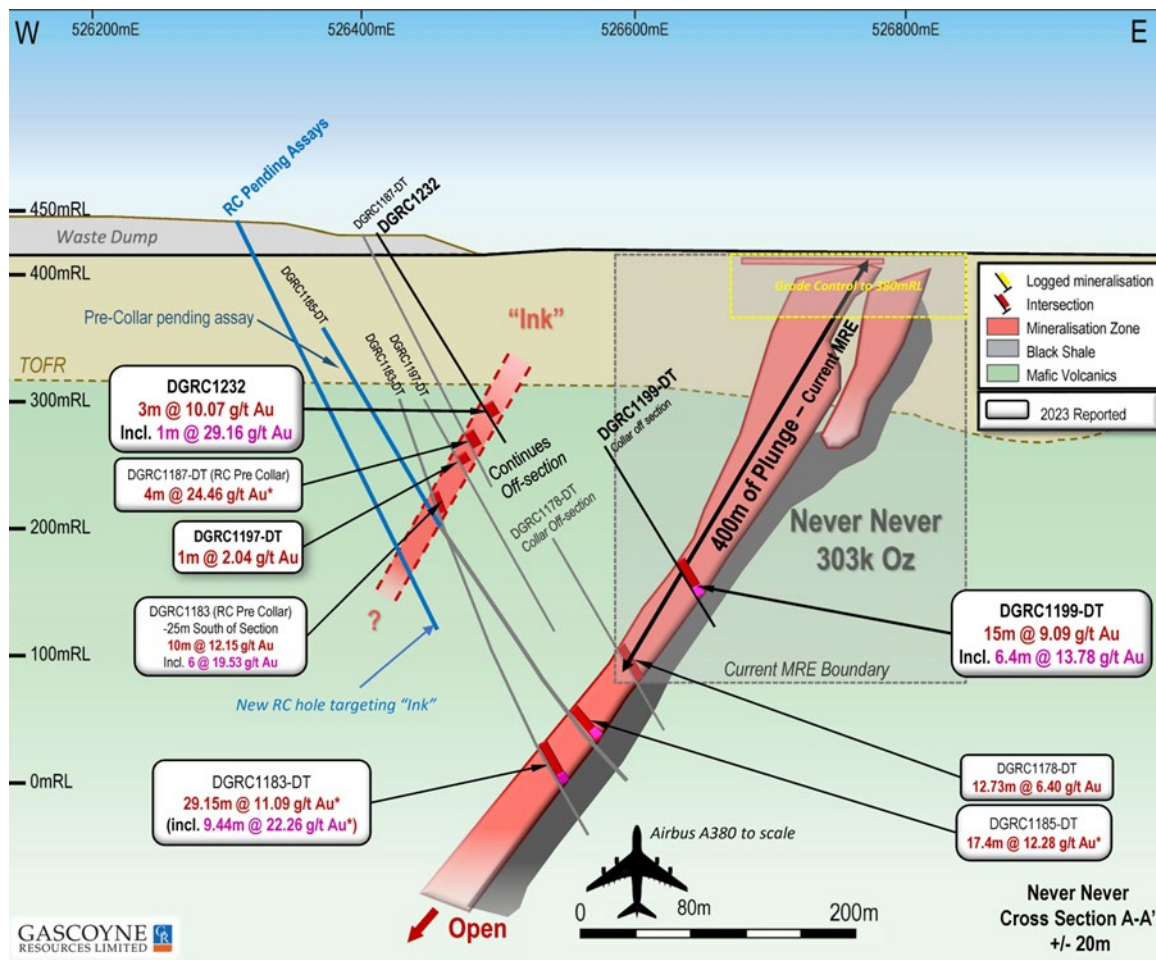 W
E
526200mE
526400mE
526600mE
526800mE
450mRL
400mRL
300mRL
200mRL
100mRL
0mRL
Waste Dump
RC Pending Assays
DGRC1187-DT
DGRC1232
DGRC1185-DT
Pre-Collar pending assay
DGRC1183-DT
DGRC1197-DT
"Ink"
TOFR
Grade Control to 380mRL
Logged mineralisation
Intersection
Mineralisation Zone
Black Shale
Mafic Volcanics
2023 Reported
DGRC1232
3m @ 10.07 g/t Au
Incl. 1m @ 29.16 g/t Au
DGRC1187-DT (RC Pre Collar)
4m @ 24.46 g/t Au*
DGRC1197-DT
1m @ 2.04 g/t Au
DGRC1183 (RC Pre Collar)
-25m South of Section
10m @ 12.15 g/t Au
Incl. 6 @ 19.53 g/t Au
?
New RC hole targeting "Ink"
Continues
Off-section
DGRC1178-DT
Collar Off-section
DGRC1199-DT
Collar off section
400m of Plunge – Current MRE
Never Never
303k Oz
DGRC1199-DT
15m @ 9.09 g/t Au
Incl. 6.4m @ 13.78 g/t Au
Current MRE Boundary
DGRC1183-DT
29.15m @ 11.09 g/t Au*
(incl. 9.44m @ 22.26 g/t Au*)
DGRC1178-DT
12.73m @ 6.40 g/t Au
DGRC1185-DT
17.4m @ 12.28 g/t Au*
Airbus A380 to scale
0
80m
200m
Open
Never Never
Cross Section A-A'
+/- 20m
GASCOYNE
RESOURCES LIMITED
GR